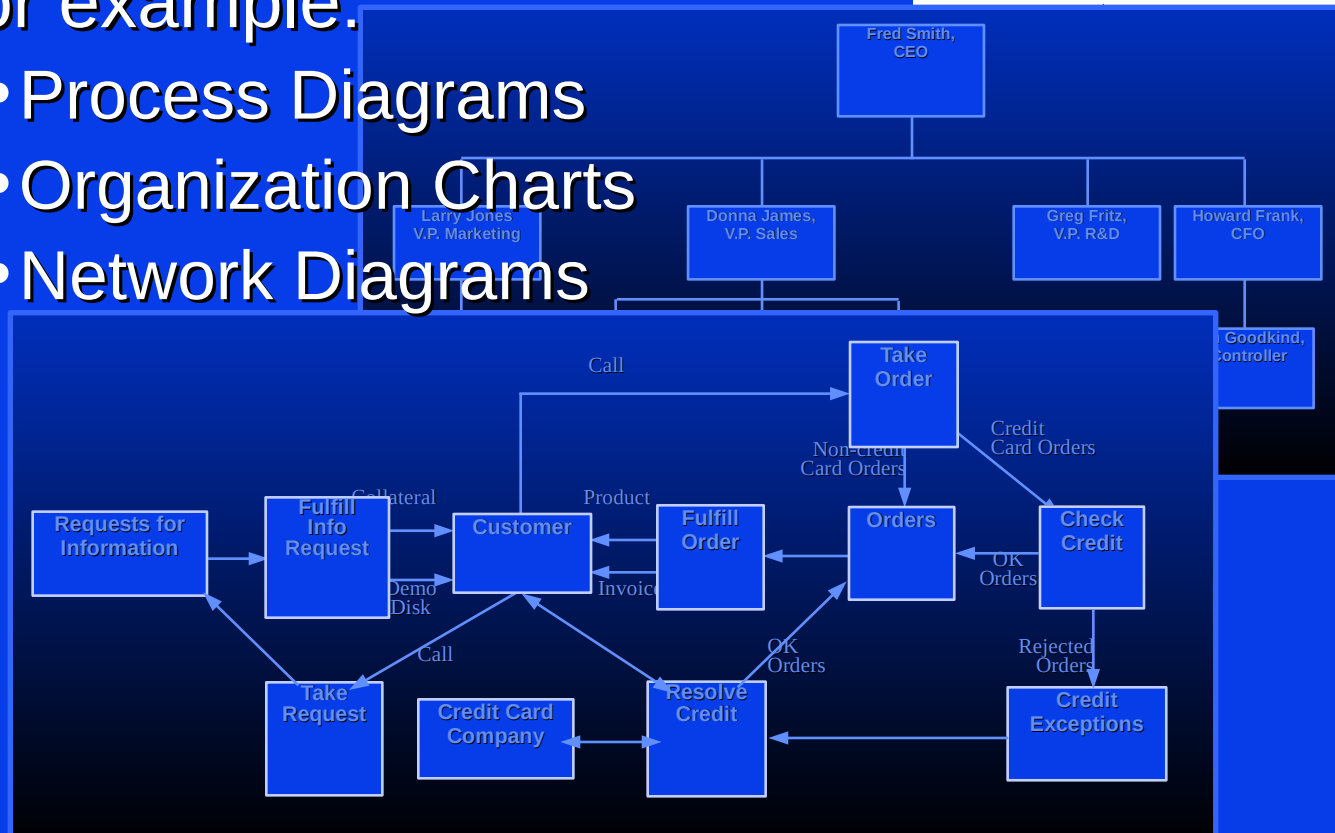 or example:
•Process Diagrams
•Organization Charts
•Network Diagrams
Fred Smith,
CEO
Larry Jones
V.P. Marketing
Donna James,
V.P. Sales
Greg Fritz,
V.P. R&D
Howard Frank,
CFO
Goodkind,
Controller
Call
Take
Order
Non-credit
Card Orders
Credit
Card Orders
Collateral
Product
Requests for
Information
Fulfill
Info
Request
Customer
Fulfill
Order
Orders
Check
Credit
OK
Orders
Demo
Disk
Invoice
Call
OK
Orders
Rejected
Orders
Take
Request
Credit Card
Company
Resolve
Credit
Credit
Exceptions